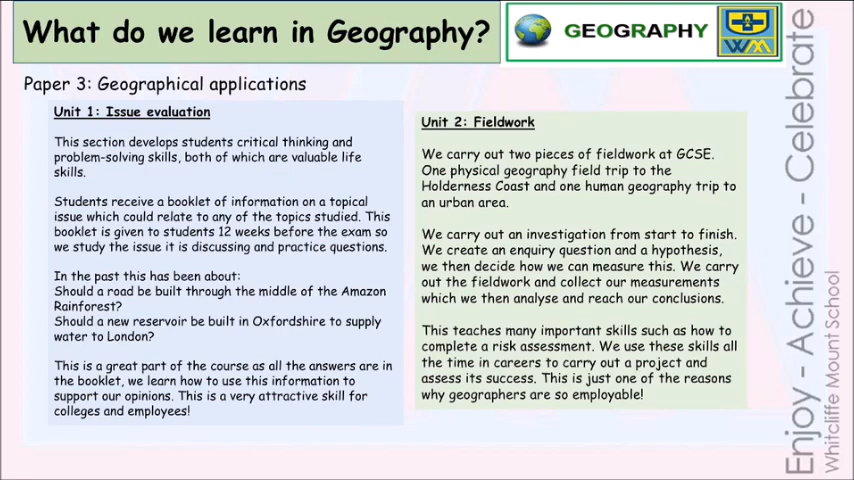 What do we learn in Geography?
GEOGRAPHY
WM
Paper 3: Geographical applications
Unit 1: Issue evaluation
This section develops students critical thinking and
problem-solving skills, both of which are valuable life
skills.
Students receive a booklet of information on a topical
issue which could relate to any of the topics studied. This
booklet is given to students 12 weeks before the exam so
we study the issue it is discussing and practice questions.
In the past this has been about:
Should a road be built through the middle of the Amazon
Rainforest?
Should a new reservoir be built in Oxfordshire to supply
water to London?
This is a great part of the course as all the answers are in
the booklet, we learn how to use this information to
support our opinions. This is a very attractive skill for
colleges and employees!
Unit 2: Fieldwork
We carry out two pieces of fieldwork at GCSE.
One physical geography field trip to the
Holderness Coast and one human geography trip to
an urban area.
We carry out an investigation from start to finish.
We create an enquiry question and a hypothesis,
we then decide how we can measure this. We carry
out the fieldwork and collect our measurements
which we then analyse and reach our conclusions.
This teaches many important skills such as how to
complete a risk assessment. We use these skills all
the time in careers to carry out a project and
assess its success. This is just one of the reasons
why geographers are so employable!
Enjoy - Achieve - Celebrate
Whitcliffe Mount School